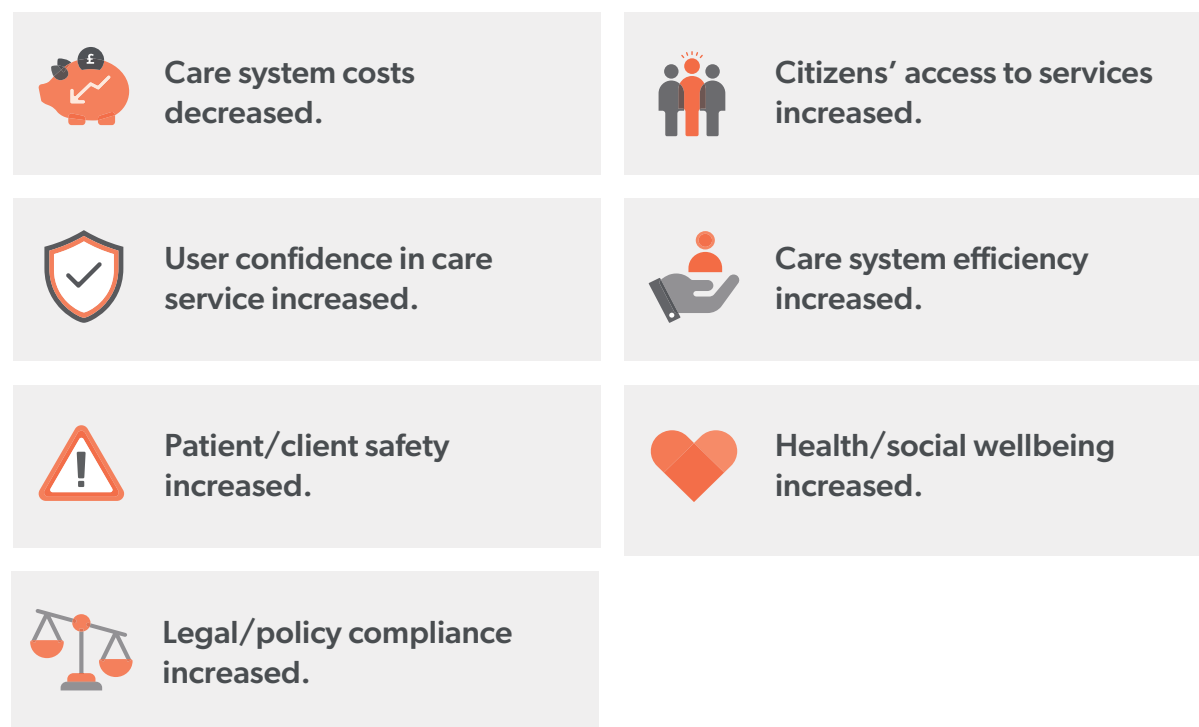 £
Care system costs
decreased.
Citizens’ access to services
increased.
User confidence in care
service increased.
Care system efficiency
increased.
!
Patient/client safety
increased.
Health/social wellbeing
increased.
Legal/policy compliance
increased.